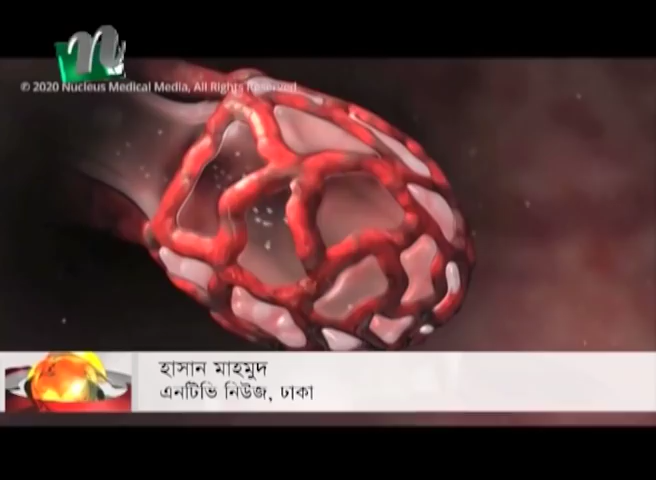 © 2020 Nucleus Medical Media, All Rights Reserved
হাসান মাহমুদ
এনটিভি নিউজ, ঢাকা